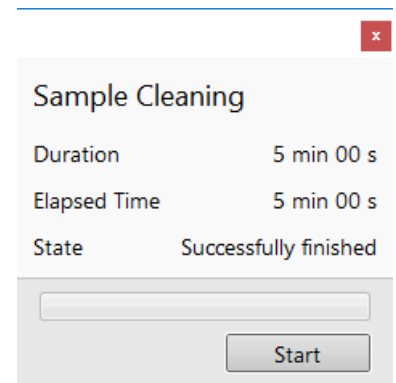 x
Sample Cleaning
Duration 5 min 00 s
Elapsed Time 5 min 00 s
State Successfully finished
Start